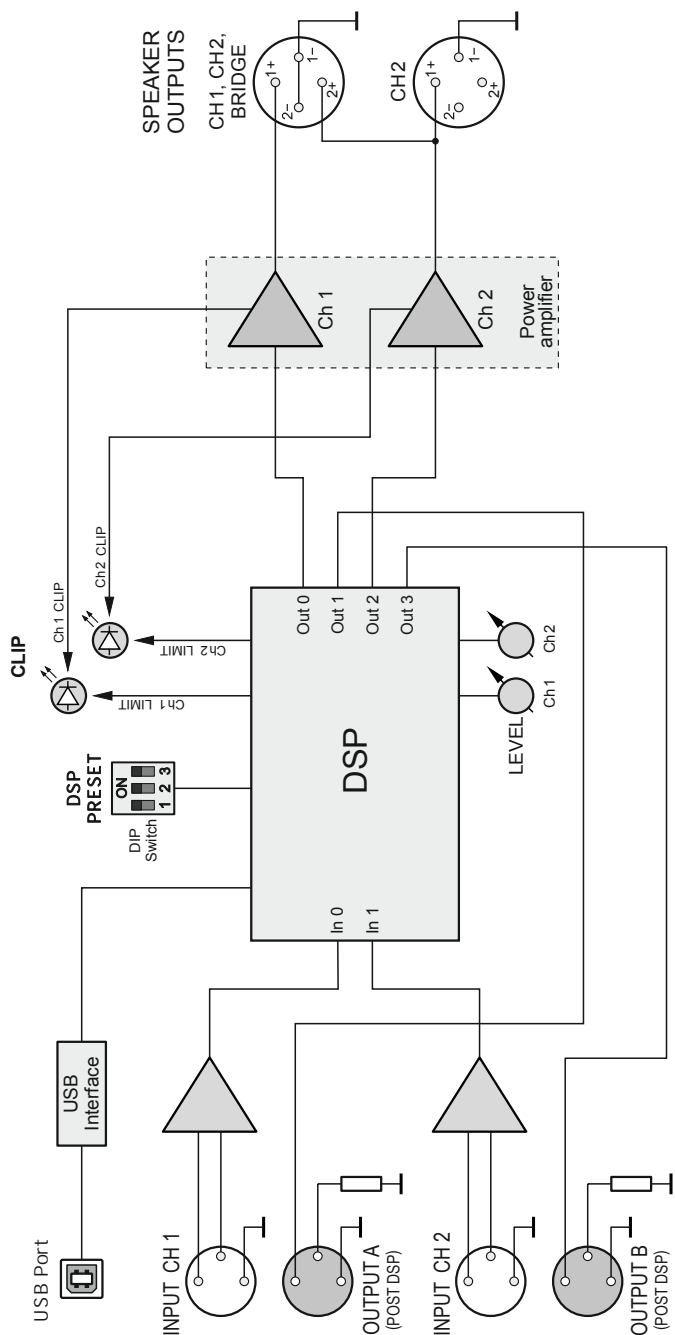 USB Port
USB
Interface
INPUT CH 1
OUTPUT A
(POST DSP)
INPUT CH 2
OUTPUT B
(POST DSP)
DSP
PRESET
DIP
Switch
ON
1 2 3
CLIP
Ch1 CLIP
Ch2 CLIP
Ch1 LIMIT
Ch2 LIMIT
In 0
In 1
DSP
Out 0
Out 1
Out 2
Out 3
LEVEL
Ch1
Ch2
Ch 1
Ch 2
Power
amplifier
SPEAKER
OUTPUTS
CH1, CH2,
BRIDGE
1+
1−
2−
2+
CH2
1+
1−
2−
2+